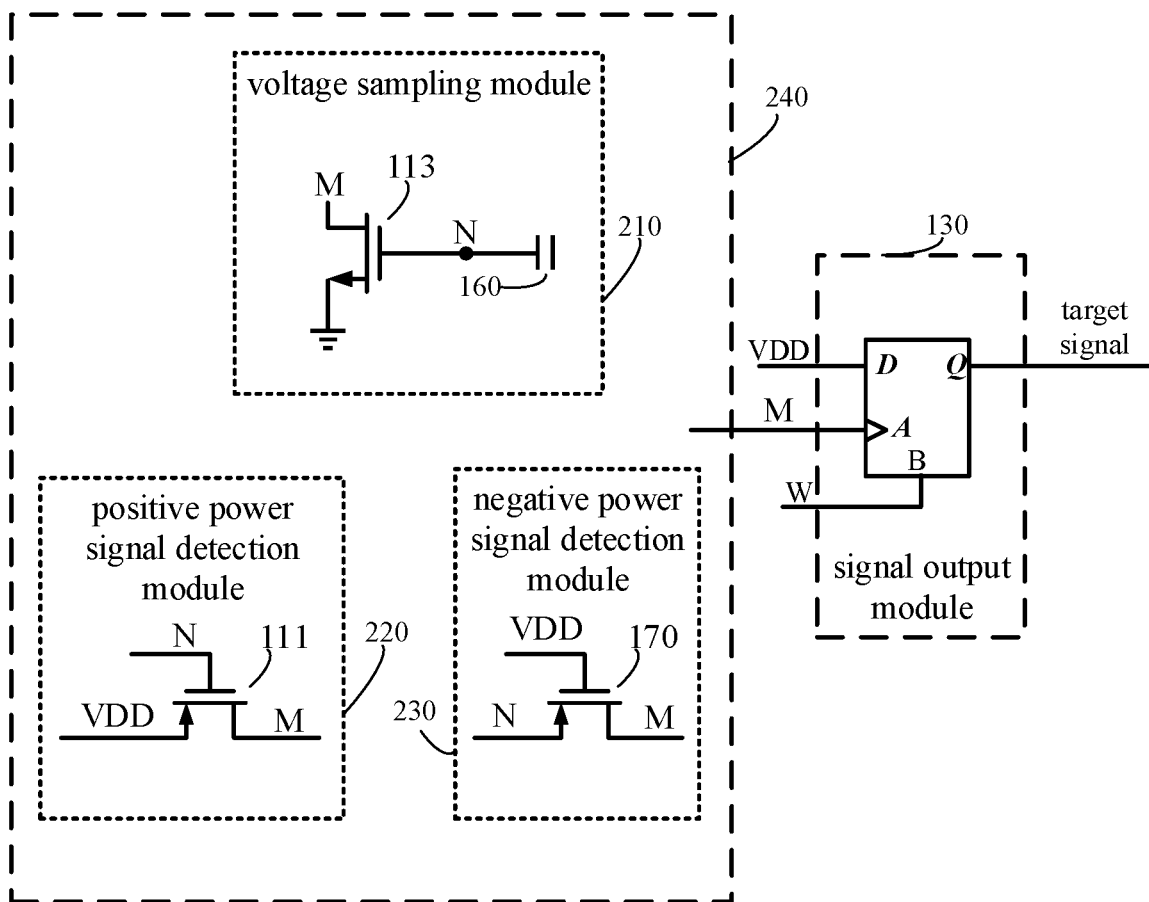 voltage sampling module
240
113
M
N
210
160
130
target
signal
VDD
D
Q
M
A
B
W
signal output
module
positive power
signal detection
module
N
111
220
VDD
M
negative power
signal detection
module
VDD
170
230
N
M